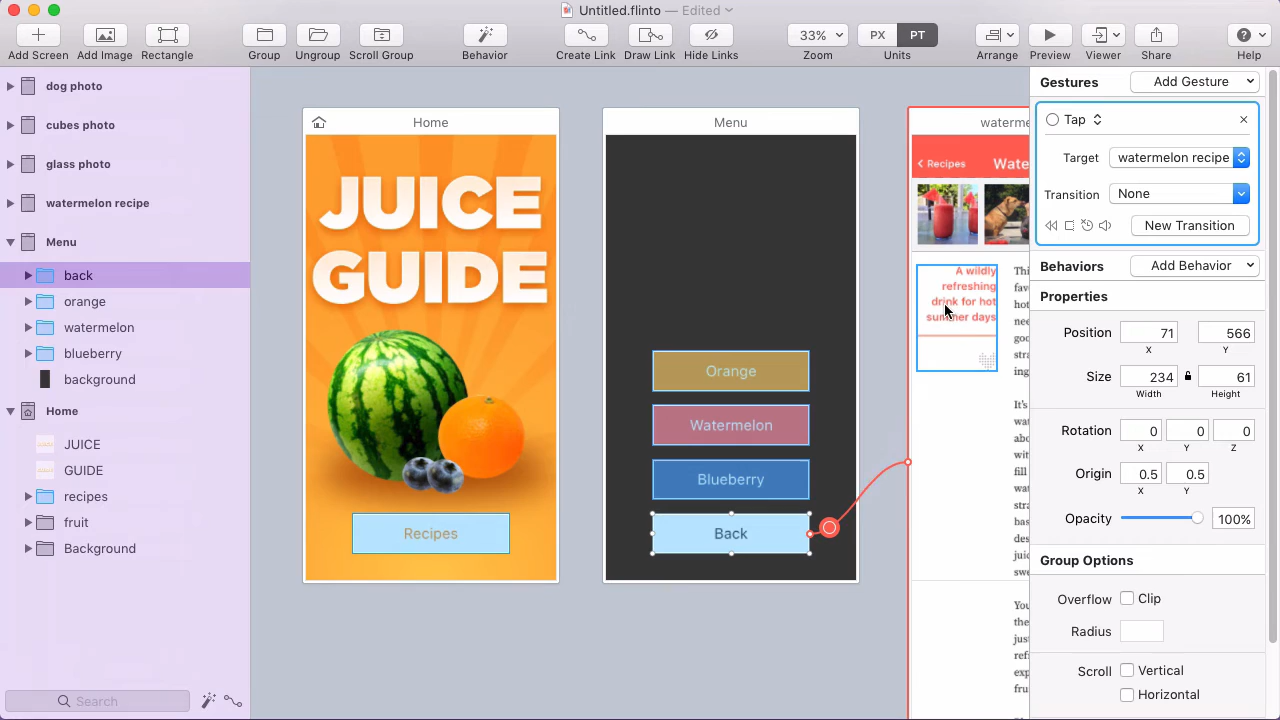 Untitled.flinto — Edited
Add Screen
Add Image
Rectangle
Group
Ungroup
Scroll Group
Behavior
Create Link
Draw Link
Hide Links
33%
Zoom
PX
PT
Units
Arrange
Preview
Viewer
Share
Help
dog photo
cubes photo
glass photo
watermelon recipe
Menu
back
orange
watermelon
blueberry
background
Home
JUICE
GUIDE
recipes
fruit
Background
Search
Home
JUICE
GUIDE
Recipes
Menu
Orange
Watermelon
Blueberry
Back
Recipes
A wildly
refreshing
drink for hot
summer days
It's
You
Gestures
Add Gesture
Tap
Target
watermelon recipe
Transition
None
New Transition
Behaviors
Add Behavior
Properties
Position
71
566
X
Y
Size
234
61
Width
Height
Rotation
0
0
0
X
Y
Z
Origin
0.5
0.5
X
Y
Opacity
100%
Group Options
Overflow
Clip
Radius
Scroll
Vertical
Horizontal